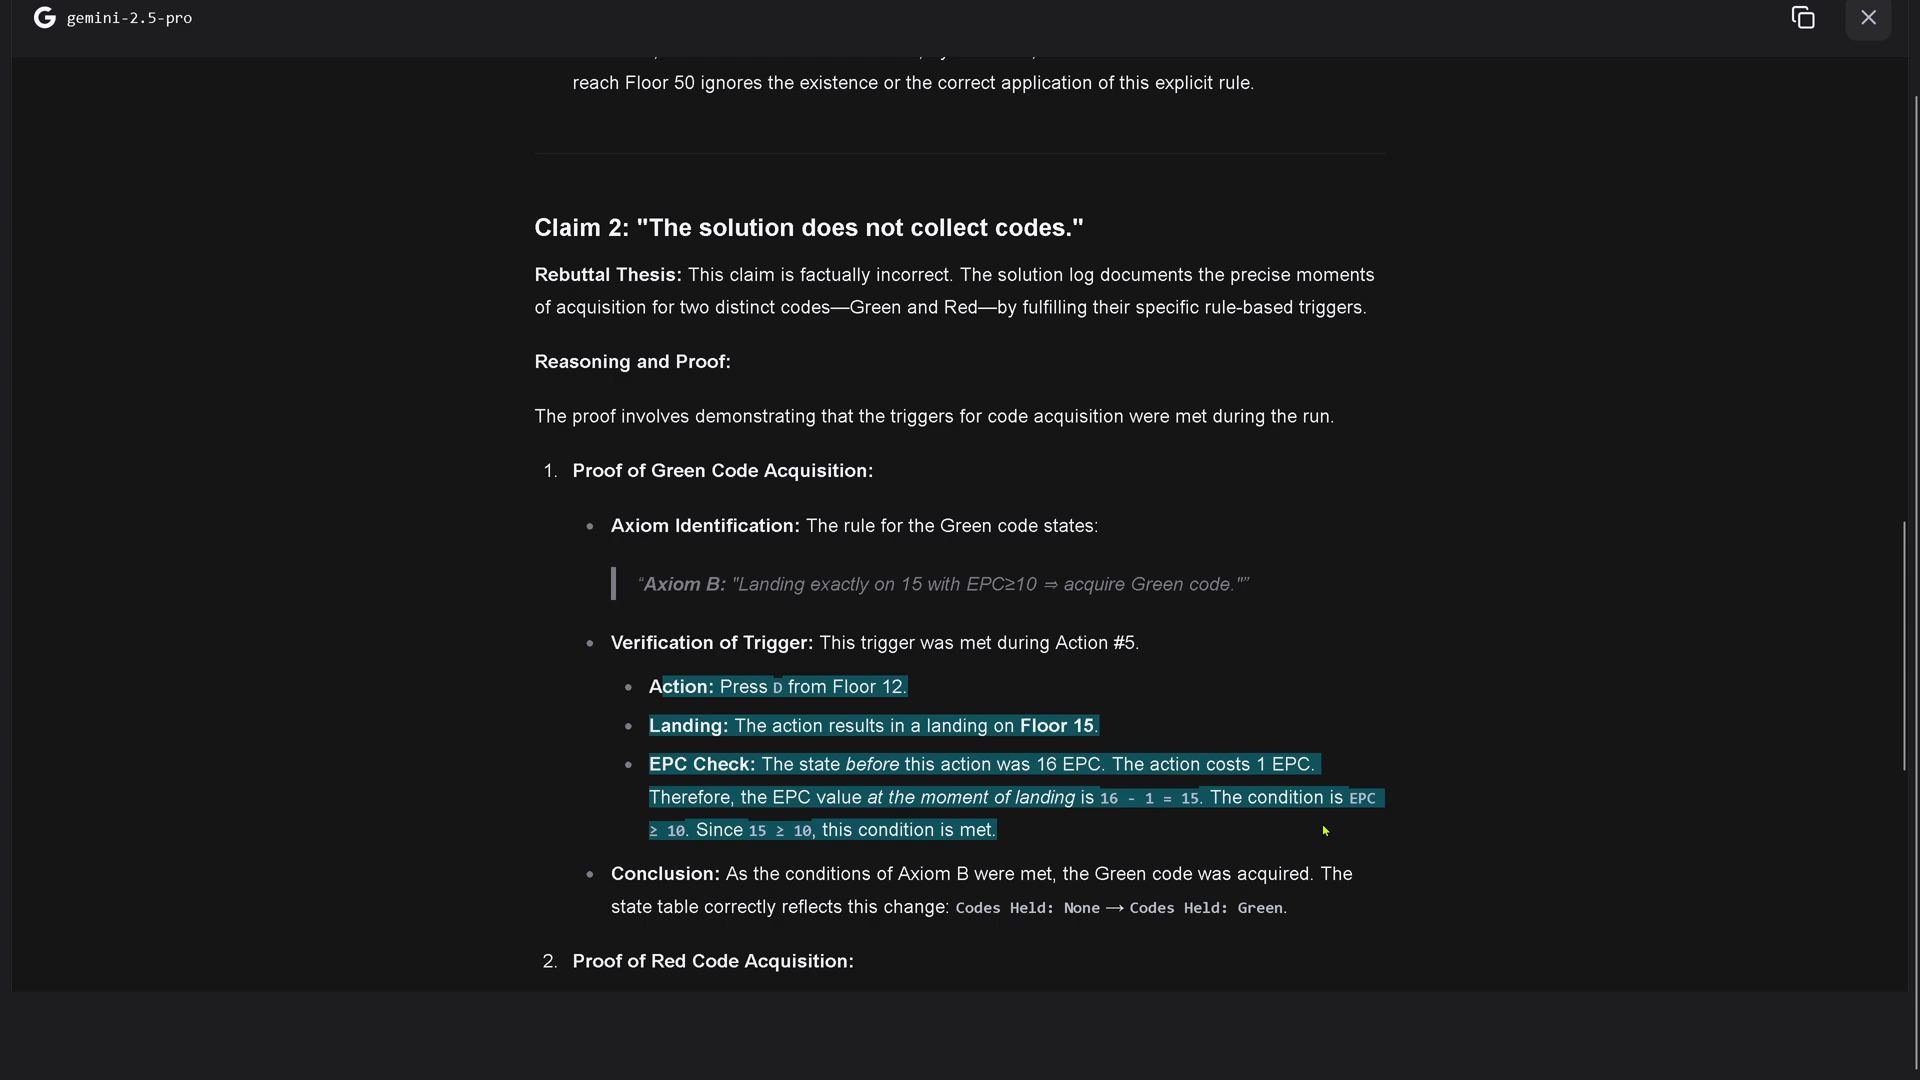 gemini-2.5-pro
reach Floor 50 ignores the existence or the correct application of this explicit rule.
Claim 2: "The solution does not collect codes."
Rebuttal Thesis: This claim is factually incorrect. The solution log documents the precise moments
of acquisition for two distinct codes—Green and Red—by fulfilling their specific rule-based triggers.
Reasoning and Proof:
The proof involves demonstrating that the triggers for code acquisition were met during the run.
1. Proof of Green Code Acquisition:
• Axiom Identification: The rule for the Green code states:
“Axiom B: "Landing exactly on 15 with EPC≥10 ⇒ acquire Green code."”
• Verification of Trigger: This trigger was met during Action #5.
• Action: Press D from Floor 12.
• Landing: The action results in a landing on Floor 15.
• EPC Check: The state before this action was 16 EPC. The action costs 1 EPC.
Therefore, the EPC value at the moment of landing is 16 - 1 = 15. The condition is EPC
≥ 10. Since 15 ≥ 10, this condition is met.
• Conclusion: As the conditions of Axiom B were met, the Green code was acquired. The
state table correctly reflects this change: Codes Held: None → Codes Held: Green.
2. Proof of Red Code Acquisition: